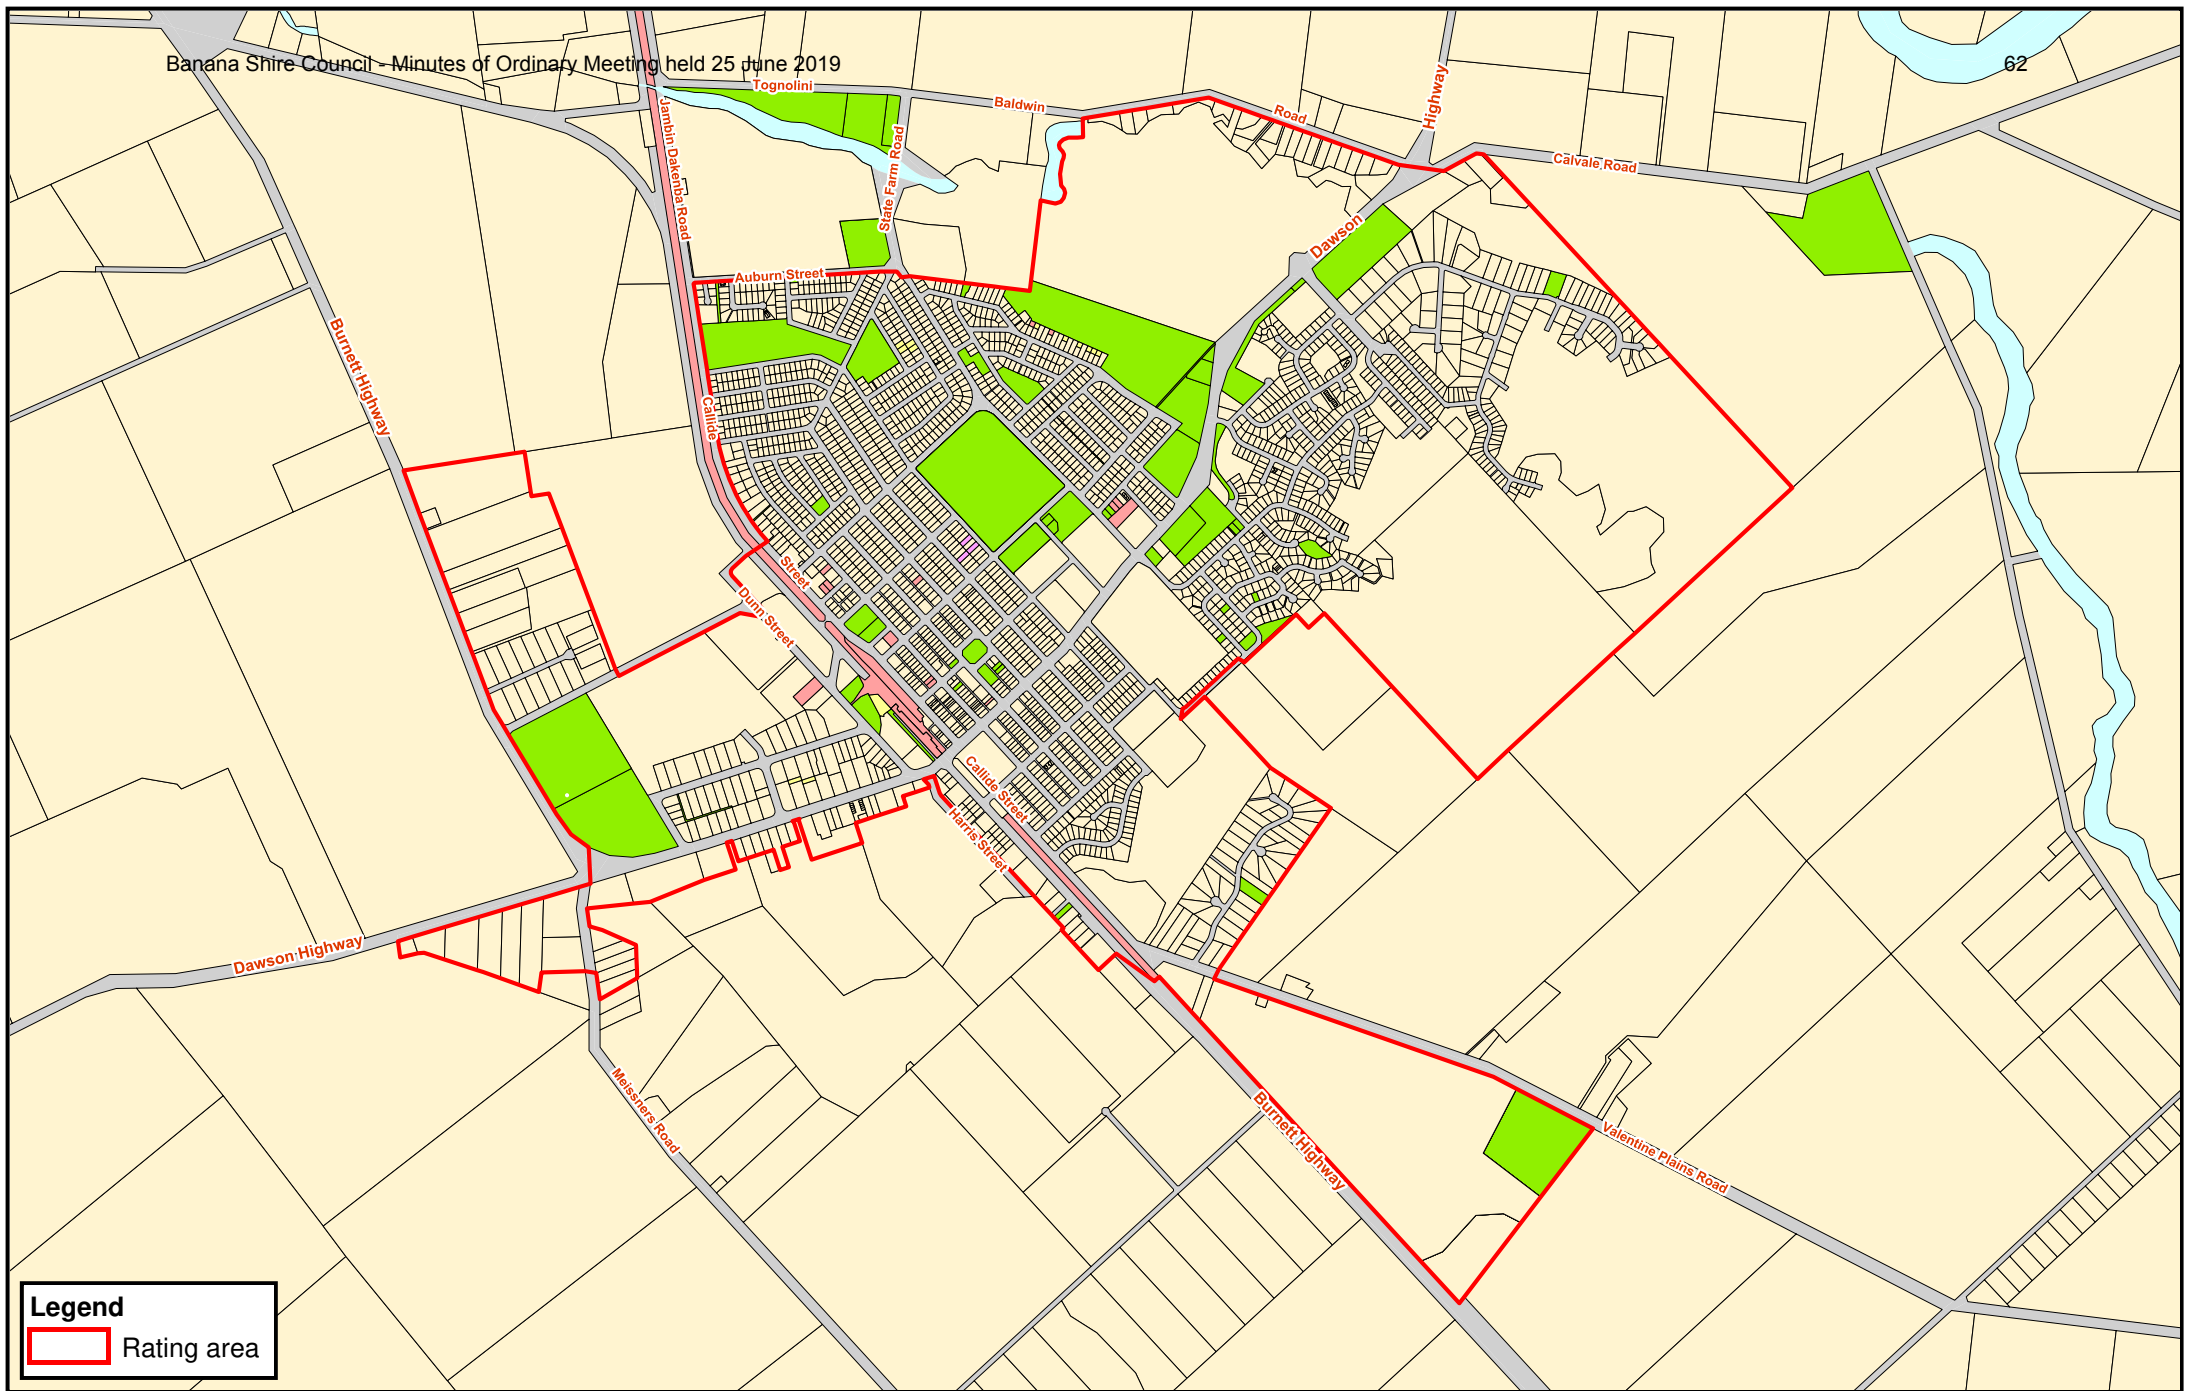 Banana Shire Council - Minutes of Ordinary Meeting held 25 June 2019
62
Tognolini
Baldwin
Road
Highway
Calvale Road
Jambin Dakenba Road
State Farm Road
Dawson
Auburn Street
Burnett Highway
Callide
Street
Dunn Street
Callide Street
Harris Street
Dawson Highway
Meissners Road
Burnett Highway
Valentine Plains Road
Legend
Rating area